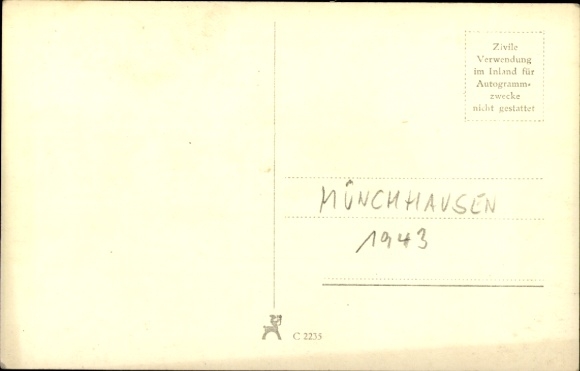 Zivile
Verwendung
im Inland für
Autogramm-
zwecke
nicht gestattet
MÜNCHHAUSEN
1943
C 2235